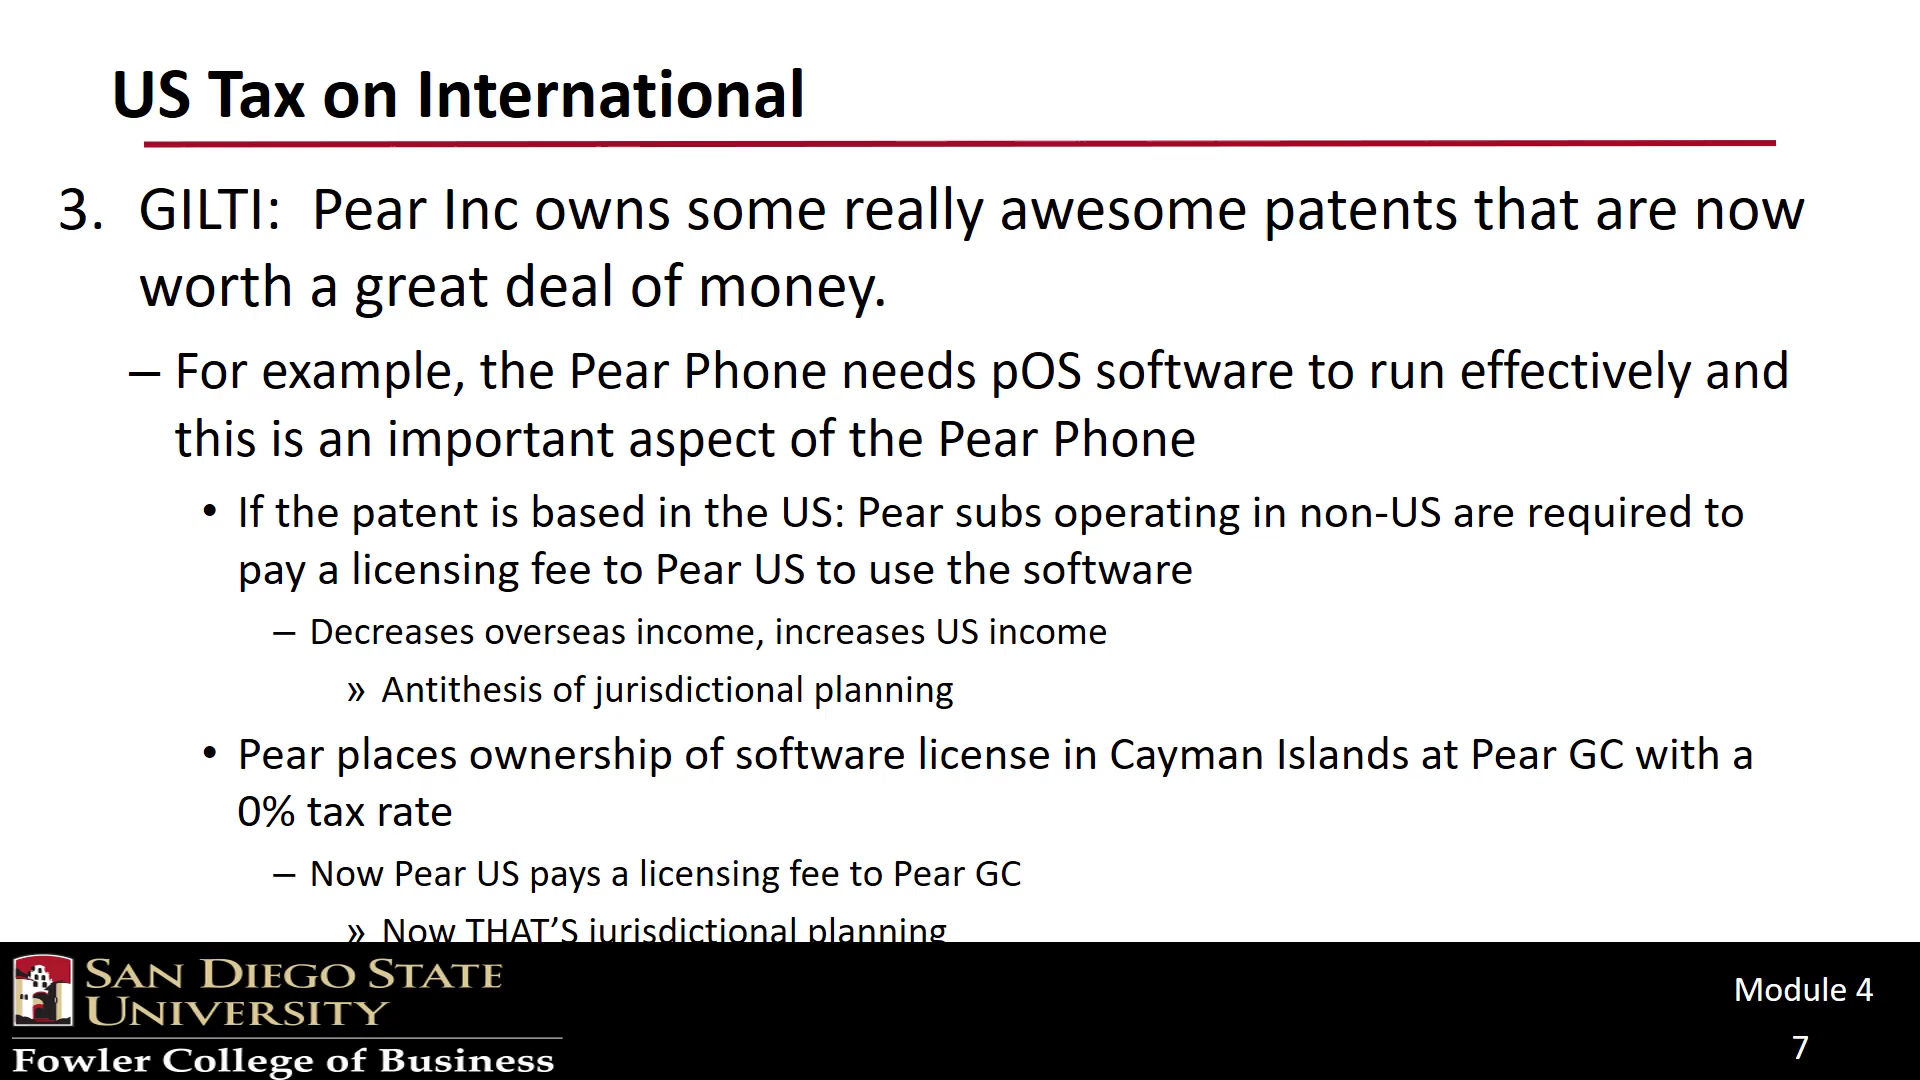 US Tax on International
3. GILTI: Pear Inc owns some really awesome patents that are now
worth a great deal of money.
– For example, the Pear Phone needs pOS software to run effectively and
this is an important aspect of the Pear Phone
• If the patent is based in the US: Pear subs operating in non-US are required to
pay a licensing fee to Pear US to use the software
– Decreases overseas income, increases US income
» Antithesis of jurisdictional planning
• Pear places ownership of software license in Cayman Islands at Pear GC with a
0% tax rate
– Now Pear US pays a licensing fee to Pear GC
» Now THAT’S jurisdictional planning
SAN DIEGO STATE
UNIVERSITY
Fowler College of Business
Module 4
7